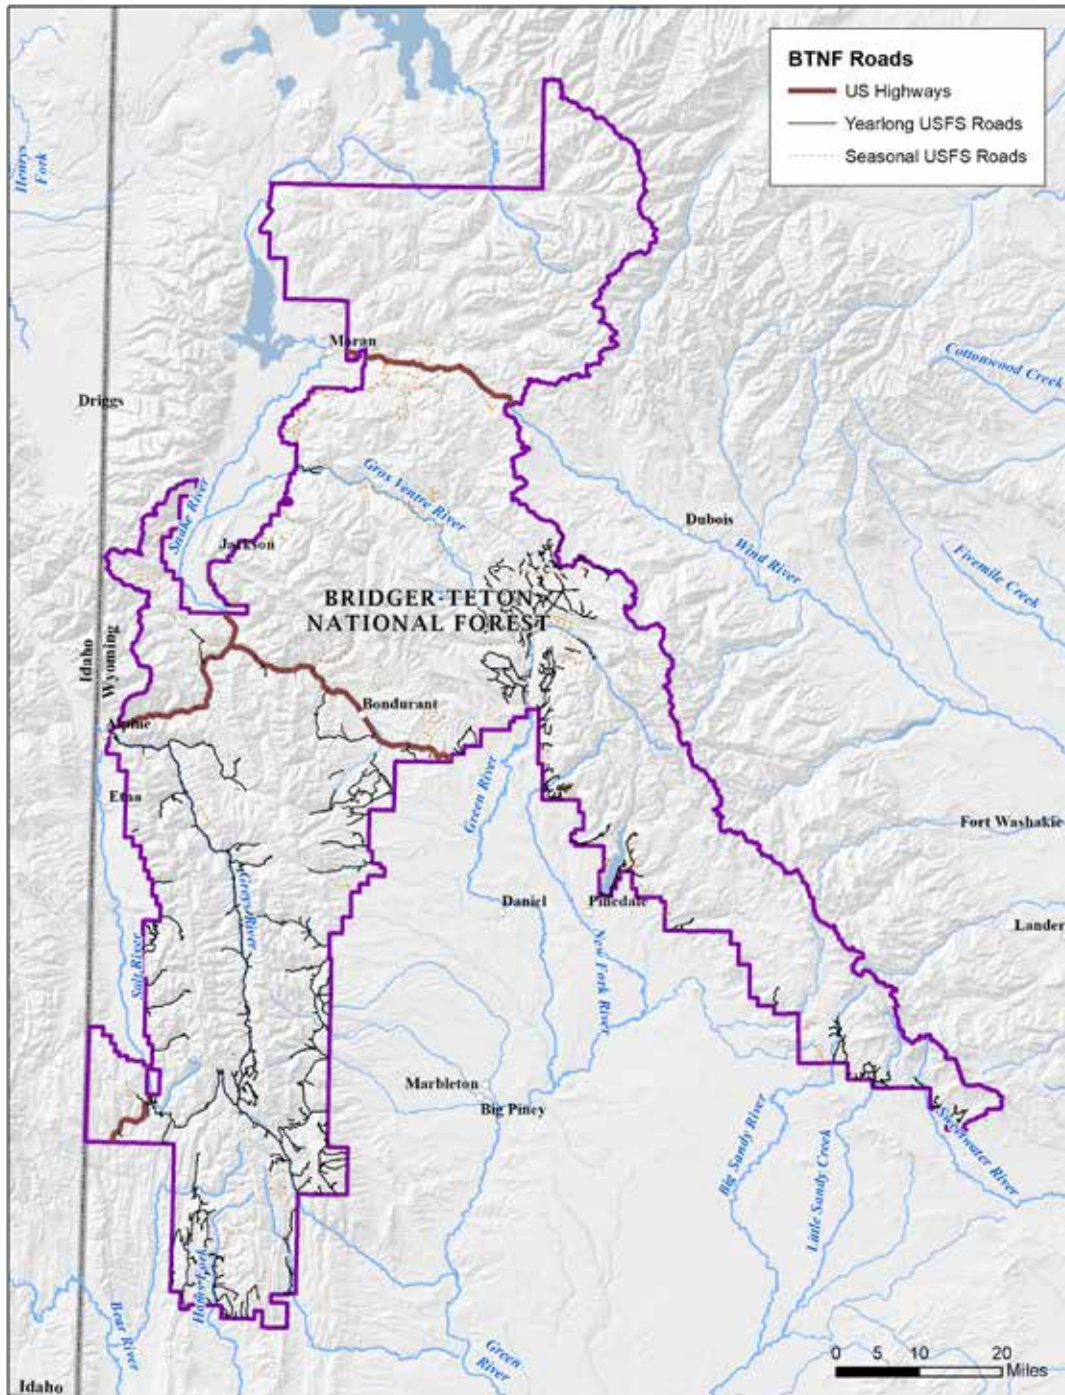 BTNF Roads
US Highways
Yearlong USFS Roads
Seasonal USFS Roads
Henrys
Fork
Moran
Cottonwood Creek
Driggs
Gros Ventre River
Snake River
Dubois
Jackson
Wind River
Fivemile Creek
BRIDGER-TETON
NATIONAL FOREST
Idaho
Wyoming
Bondurant
Alpine
Green River
Etna
Fort Washakie
Greys River
Daniel
Pinedale
Lander
Salt River
New Fork River
Marbleton
Big Piney
Big Sandy River
Little Sandy Creek
Sweetwater River
Hams Fork
Bear River
Green
River
Idaho
0 5 10 20
Miles